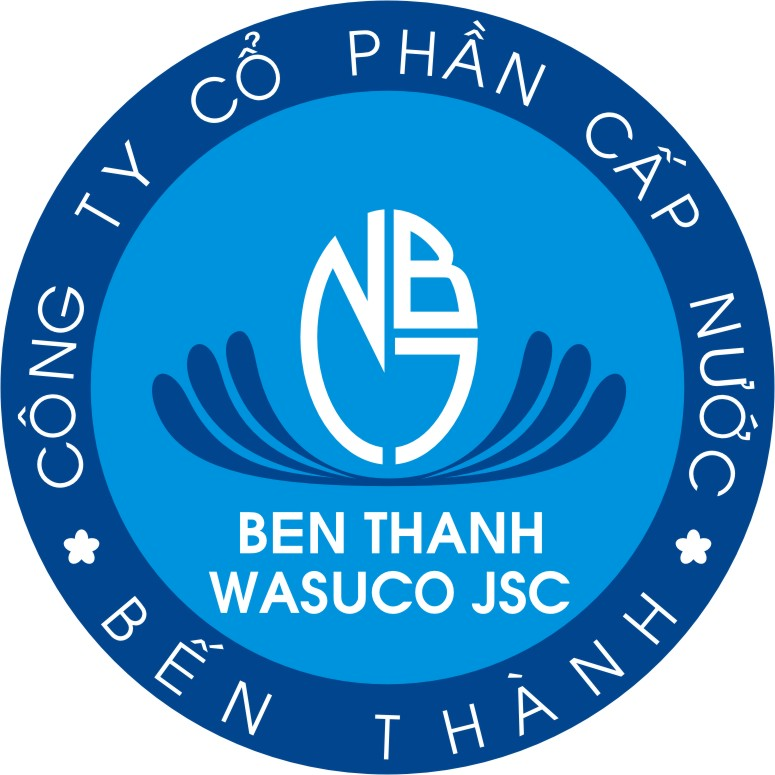 CÔNG TY CỔ PHẦN CẤP NƯỚC
NB
BEN THANH
WASUCO JSC
BẾN THÀNH